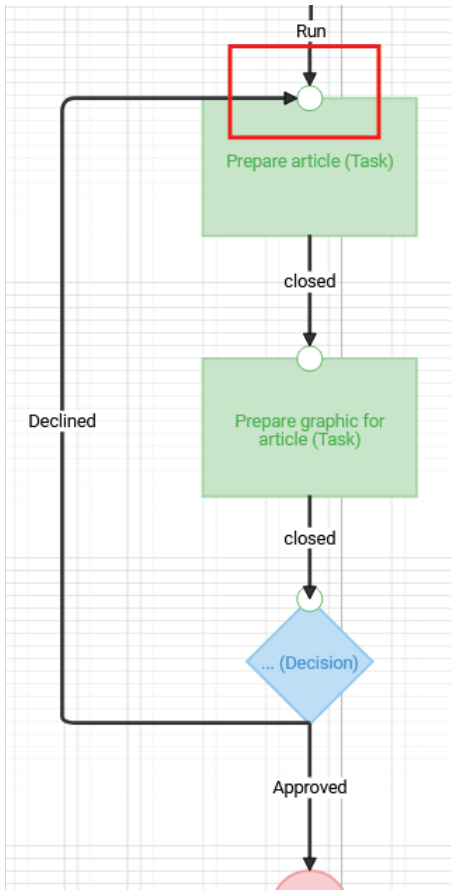 Run
Prepare article (Task)
closed
Declined
Prepare graphic for
article (Task)
closed
... (Decision)
Approved